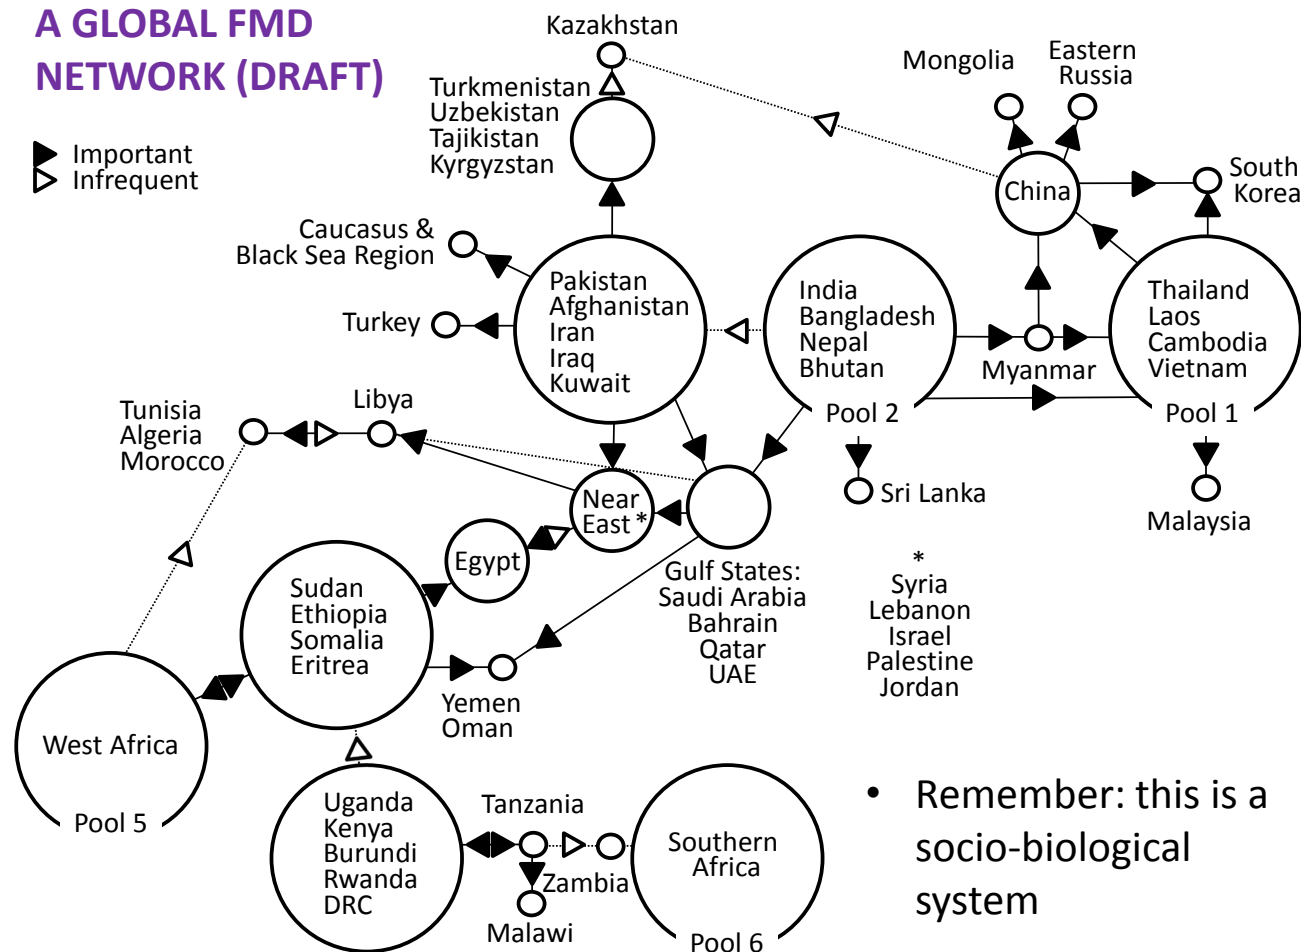 A GLOBAL FMD
NETWORK (DRAFT)
Important
Infrequent
Kazakhstan
Turkmenistan
Uzbekistan
Tajikistan
Kyrgyzstan
Mongolia
Eastern
Russia
China
South
Korea
Caucasus &
Black Sea Region
Turkey
Pakistan
Afghanistan
Iran
Iraq
Kuwait
India
Bangladesh
Nepal
Bhutan
Pool 2
Myanmar
Thailand
Laos
Cambodia
Vietnam
Pool 1
Tunisia
Algeria
Morocco
Libya
Near
East *
Sri Lanka
Malaysia
Egypt
Gulf States:
Saudi Arabia
Bahrain
Qatar
UAE
*
Syria
Lebanon
Israel
Palestine
Jordan
Sudan
Ethiopia
Somalia
Eritrea
Yemen
Oman
West Africa
Pool 5
Uganda
Kenya
Burundi
Rwanda
DRC
Tanzania
Zambia
Malawi
Southern
Africa
Pool 6
• Remember: this is a
socio-biological
system